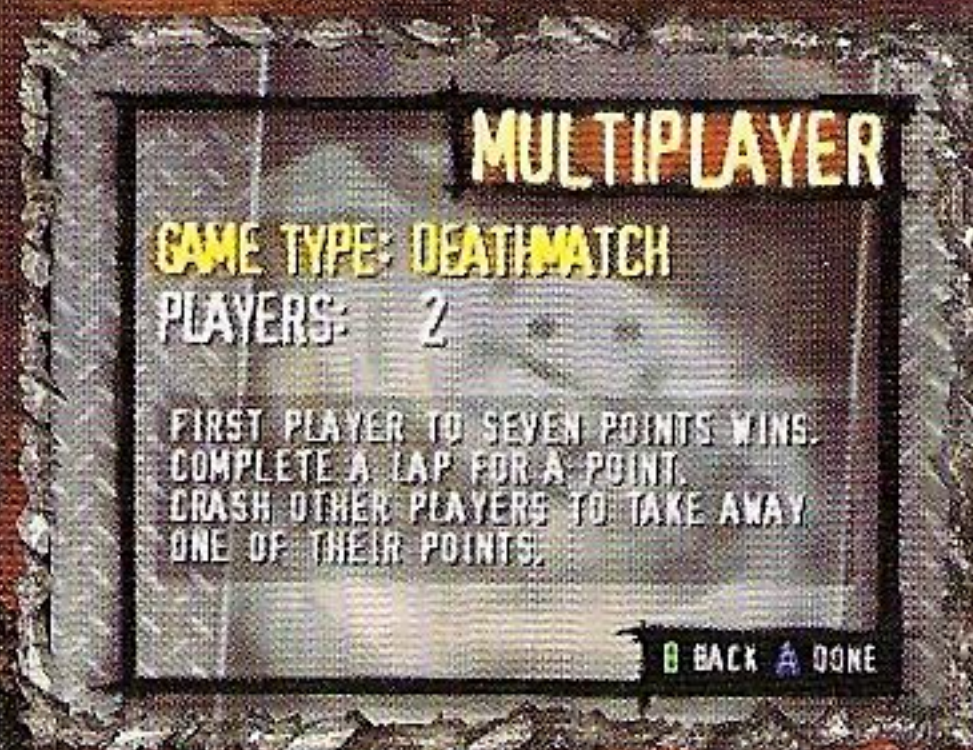 MULTIPLAYER
GAME TYPE: DEATHMATCH
PLAYERS: 2
FIRST PLAYER TO SEVEN POINTS WINS.
COMPLETE A LAP FOR A POINT.
CRASH OTHER PLAYERS TO TAKE AWAY
ONE OF THEIR POINTS.
B BACK A DONE